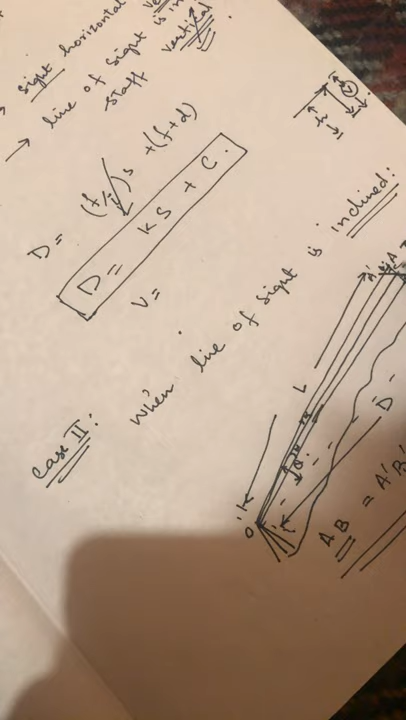 → sight horizontal
→ line of sight is
vertical
staff
D = (f/i)s + (f+d)
D = KS + C.
V =
Case II: When line of sight is inclined:
L
D
O
AB = A'B'